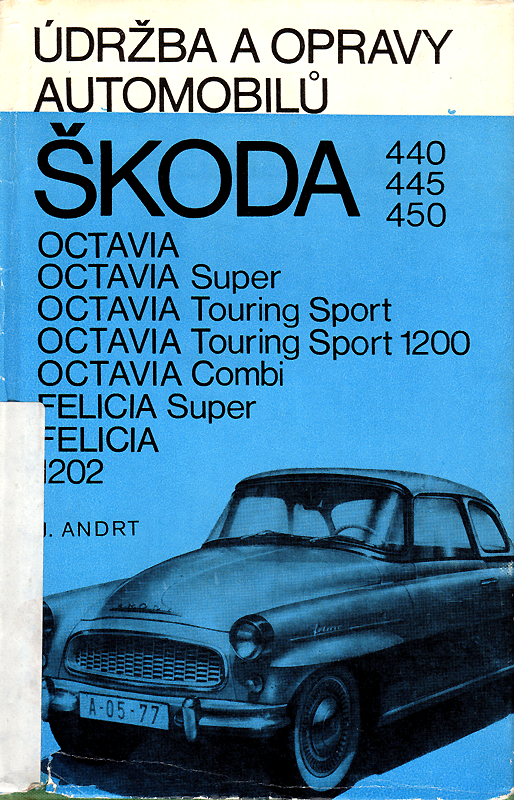 ÚDRŽBA A OPRAVY
AUTOMOBILŮ
ŠKODA 440
445
450
OCTAVIA
OCTAVIA Super
OCTAVIA Touring Sport
OCTAVIA Touring Sport 1200
OCTAVIA Combi
FELICIA Super
FELICIA
1202
J. ANDRT
ŠKODA
A-05-77